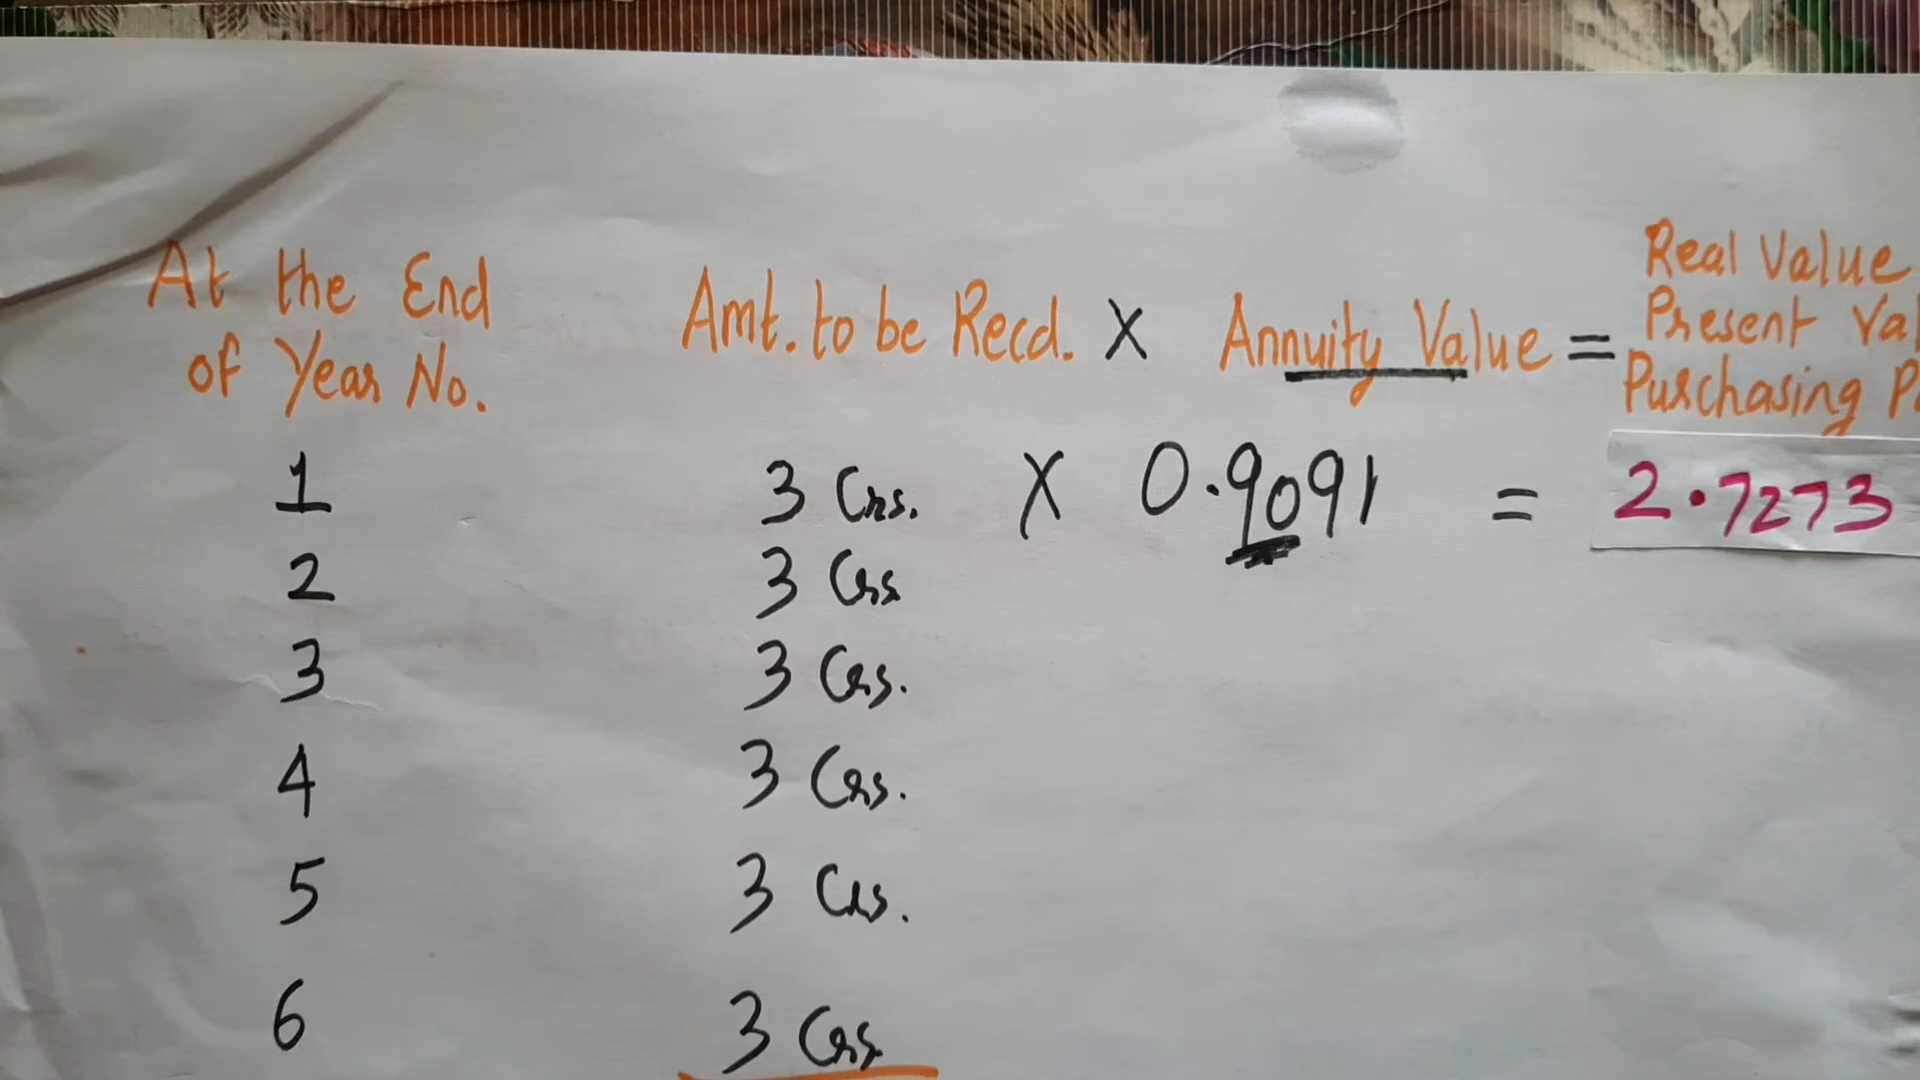 At the End of Year No.
Amt. to be Recd. X Annuity Value =
Real Value
Present Val
Purchasing P
1 3 Crs. X 0.9091 = 2.7273
2 3 Crs
3 3 Crs.
4 3 Crs.
5 3 Crs.
6 3 Crs.